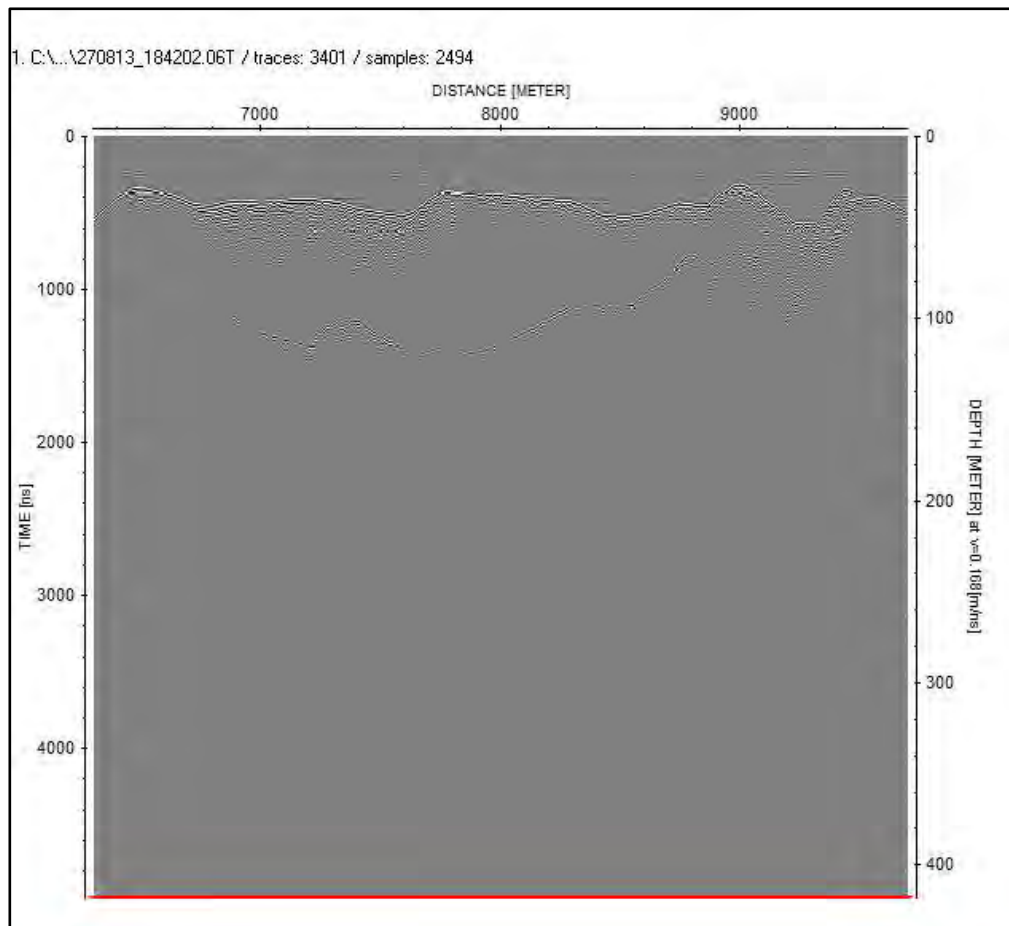 1. C:\...\270813_184202.06T / traces: 3401 / samples: 2494
DISTANCE [METER]
7000 8000 9000
0 0
1000
100
2000
200
TIME [ns]
DEPTH [METER] at v=0.168[m/ns]
3000
300
4000
400